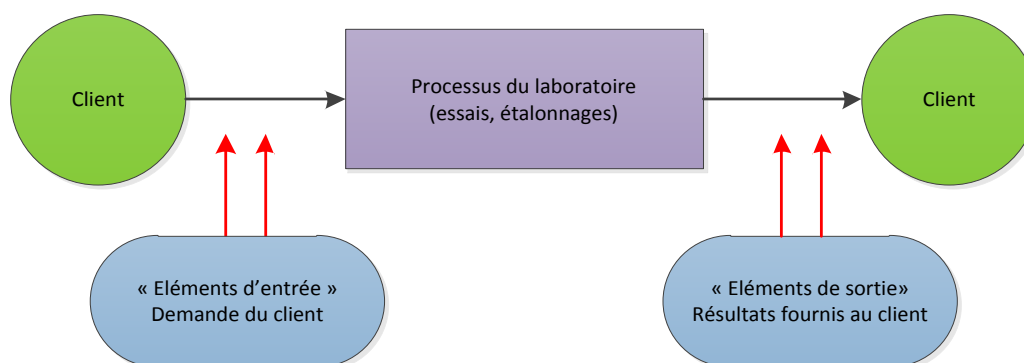 Client
Processus du laboratoire
(essais, étalonnages)
Client
« Eléments d’entrée »
Demande du client
« Eléments de sortie»
Résultats fournis au client